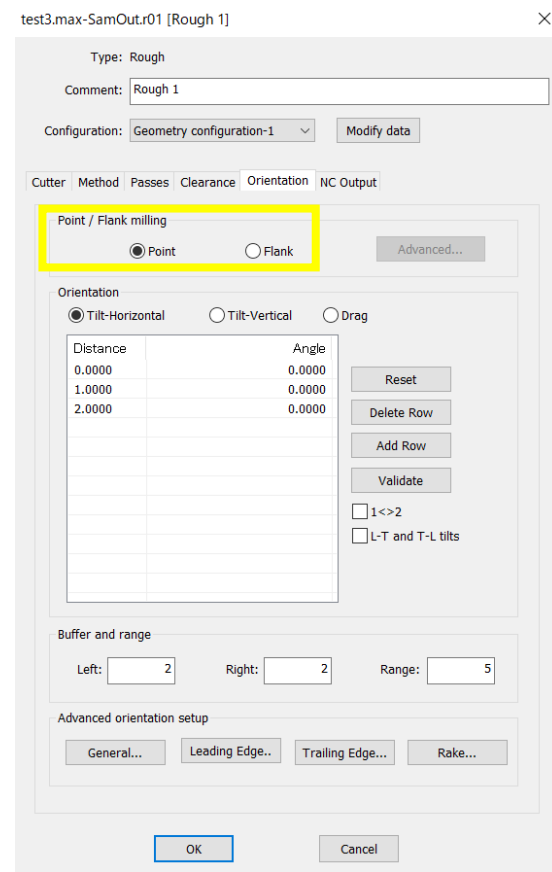 test3.max-SamOut.r01 [Rough 1]
Type: Rough
Comment: Rough 1
Configuration: Geometry configuration-1 Modify data
Cutter Method Passes Clearance Orientation NC Output
Point / Flank milling
Point Flank Advanced...
Orientation
Tilt-Horizontal Tilt-Vertical Drag
Distance Angle
0.0000 0.0000
1.0000 0.0000
2.0000 0.0000
Reset
Delete Row
Add Row
Validate
1<>2
L-T and T-L tilts
Buffer and range
Left: 2 Right: 2 Range: 5
Advanced orientation setup
General... Leading Edge.. Trailing Edge... Rake...
OK Cancel